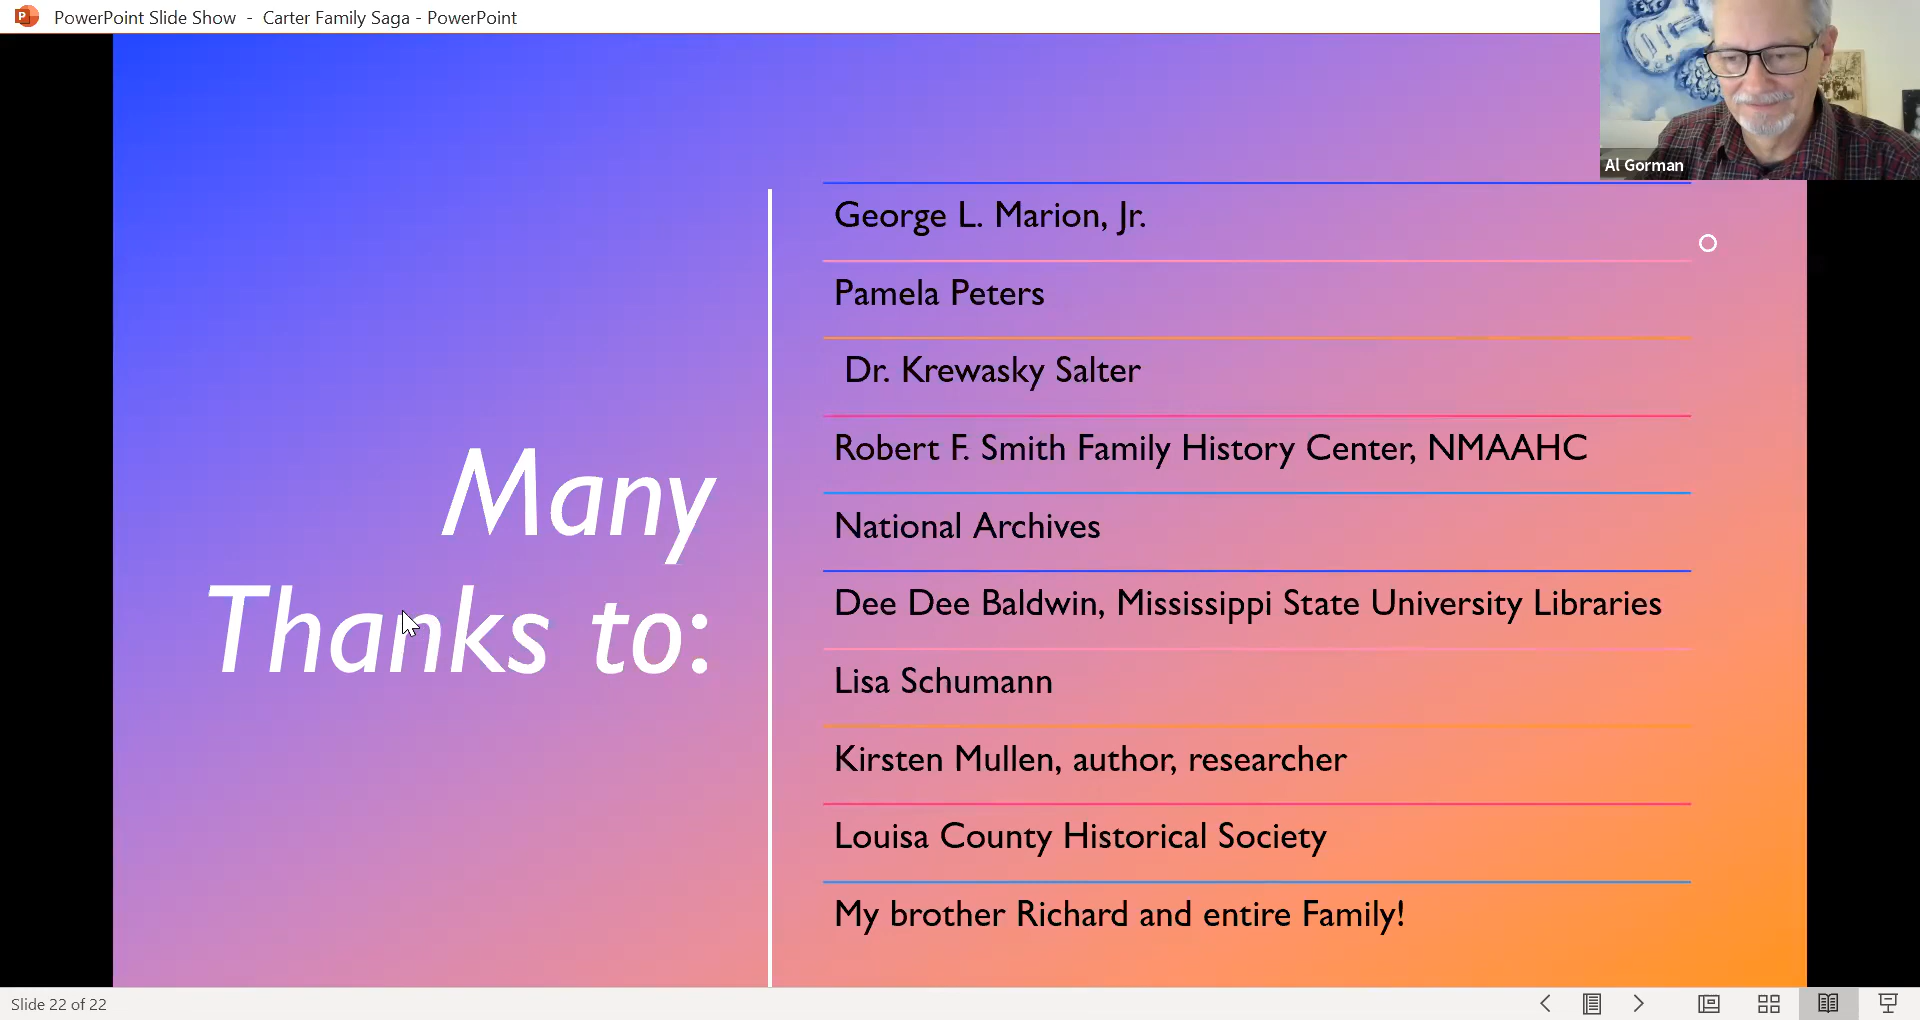 PowerPoint Slide Show - Carter Family Saga - PowerPoint
Al Gorman
Many
Thanks to:
George L. Marion, Jr.
Pamela Peters
Dr. Krewasky Salter
Robert F. Smith Family History Center, NMAAHC
National Archives
Dee Dee Baldwin, Mississippi State University Libraries
Lisa Schumann
Kirsten Mullen, author, researcher
Louisa County Historical Society
My brother Richard and entire Family!
Slide 22 of 22